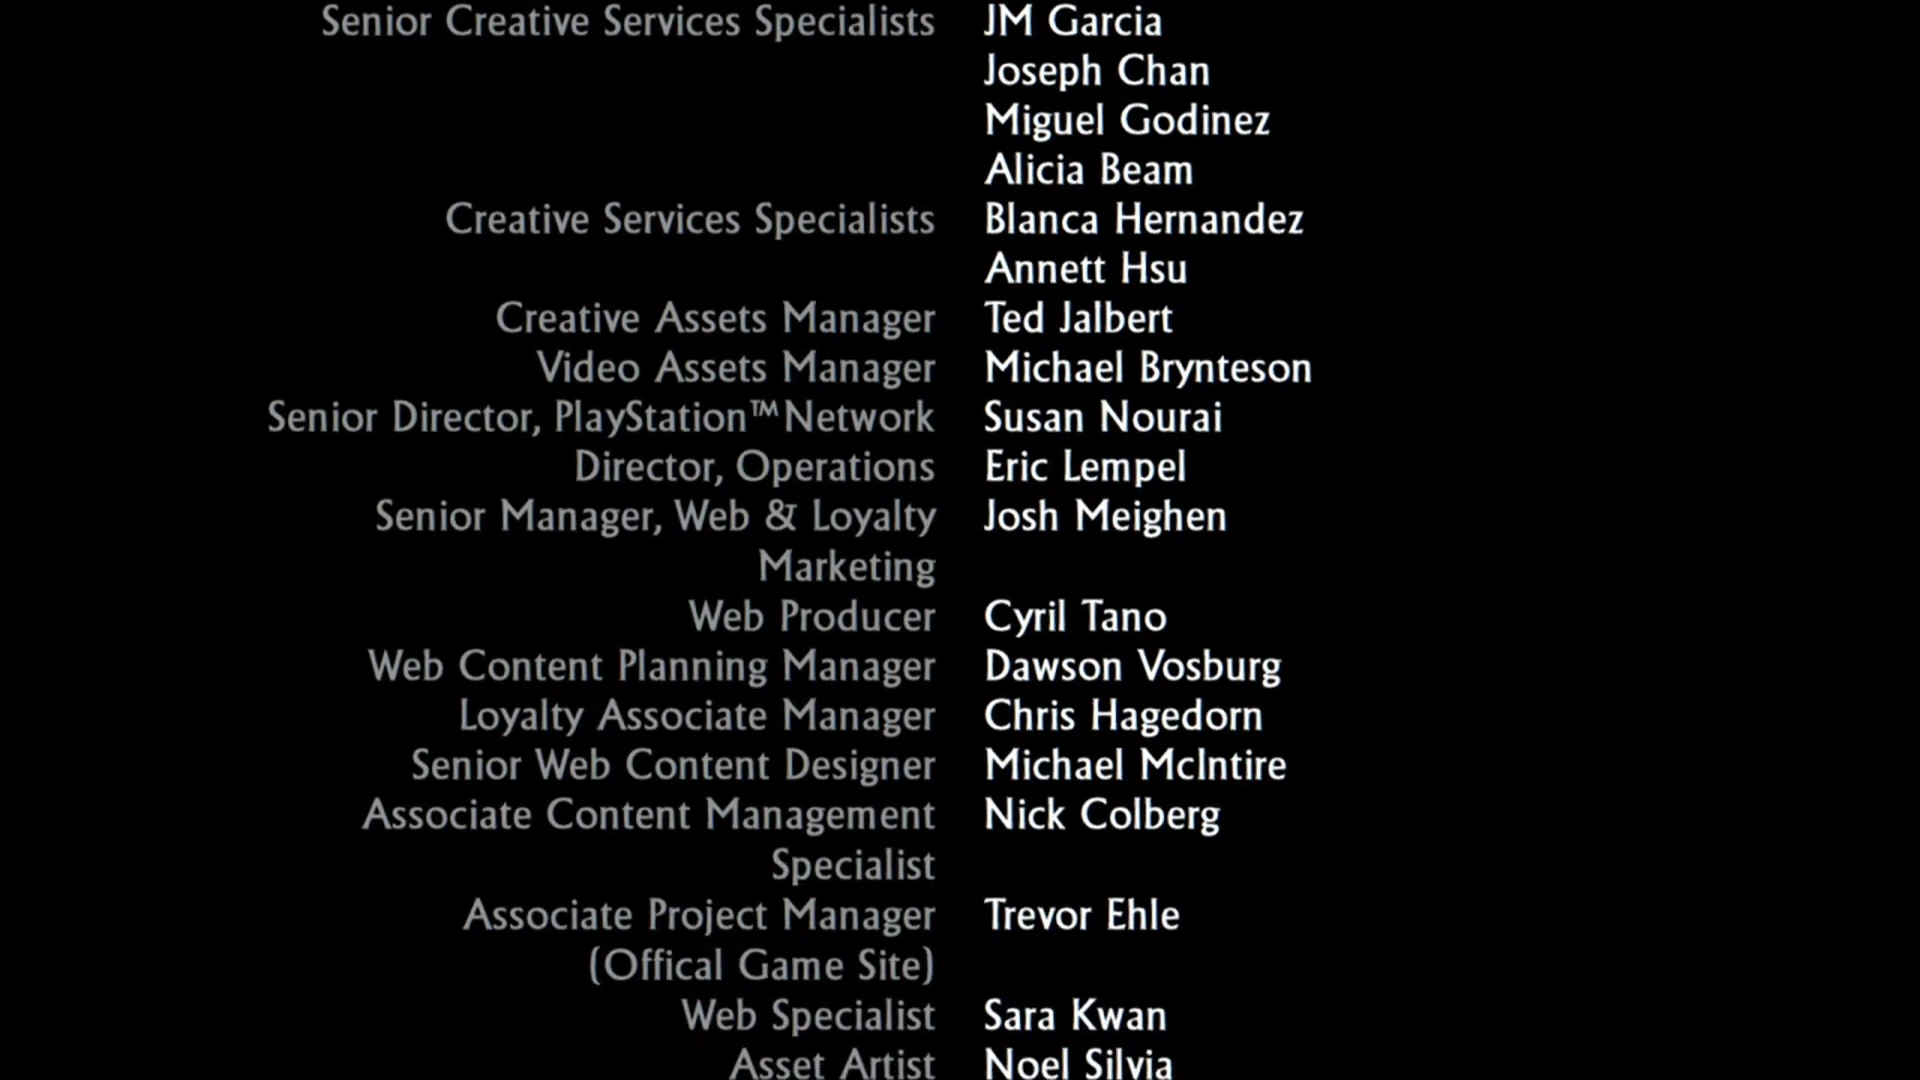 Senior Creative Services Specialists JM Garcia
Joseph Chan
Miguel Godinez
Alicia Beam
Creative Services Specialists Blanca Hernandez
Annett Hsu
Creative Assets Manager Ted Jalbert
Video Assets Manager Michael Brynteson
Senior Director, PlayStation™Network Susan Nourai
Director, Operations Eric Lempel
Senior Manager, Web & Loyalty Josh Meighen
Marketing
Web Producer Cyril Tano
Web Content Planning Manager Dawson Vosburg
Loyalty Associate Manager Chris Hagedorn
Senior Web Content Designer Michael McIntire
Associate Content Management Nick Colberg
Specialist
Associate Project Manager Trevor Ehle
(Offical Game Site)
Web Specialist Sara Kwan
Asset Artist Noel Silvia